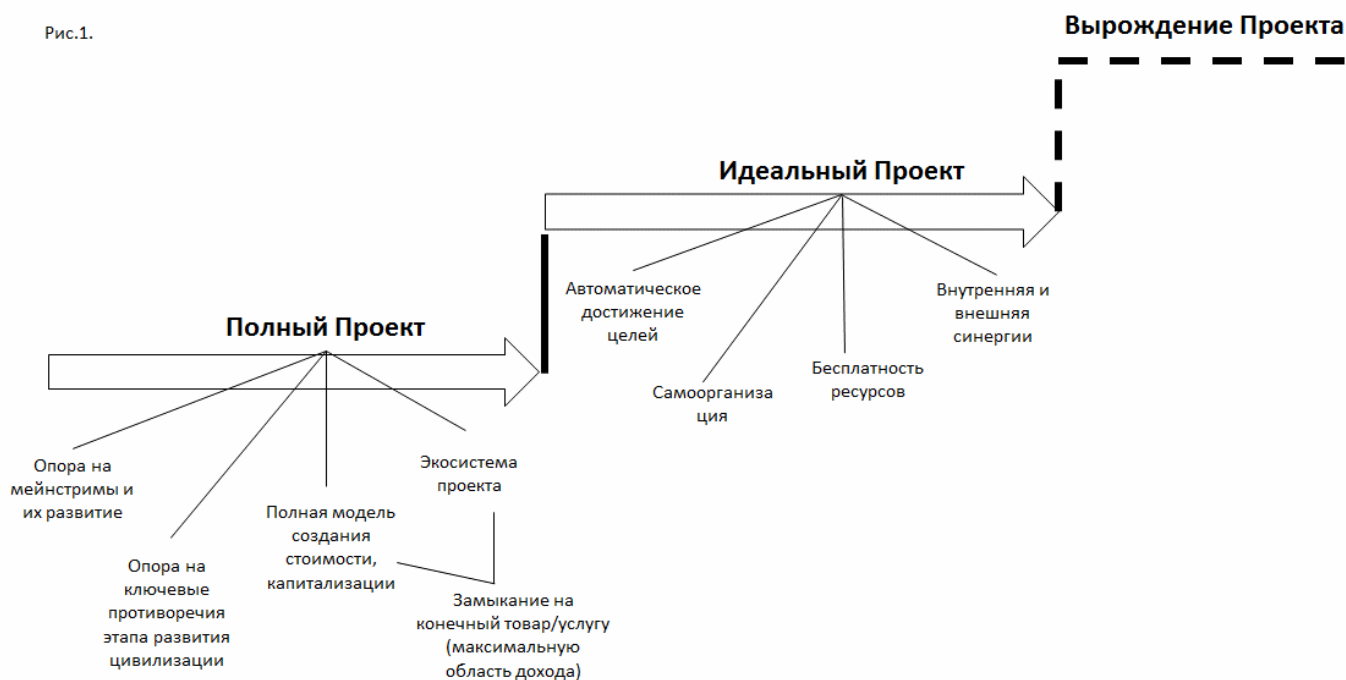 Рис.1.
Вырождение Проекта
Идеальный Проект
Автоматическое
достижение
целей
Самоорганиза
ция
Бесплатность
ресурсов
Внутренняя и
внешняя
синергии
Полный Проект
Опора на
мейнстримы и
их развитие
Опора на
ключевые
противоречия
этапа развития
цивилизации
Полная модель
создания
стоимости,
капитализации
Экосистема
проекта
Замыкание на
конечный товар/услугу
(максимальную
область дохода)